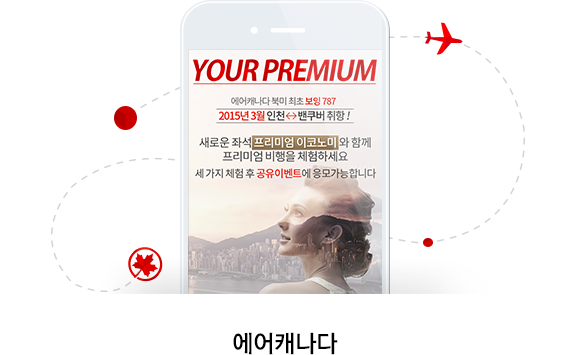 YOUR PREMIUM
에어캐나다 북미 최초 보잉 787
2015년 3월 인천↔밴쿠버 취항 !
새로운 좌석 프리미엄 이코노미와 함께
프리미엄 비행을 체험하세요
세 가지 체험 후 공유이벤트에 응모가능합니다
에어캐나다